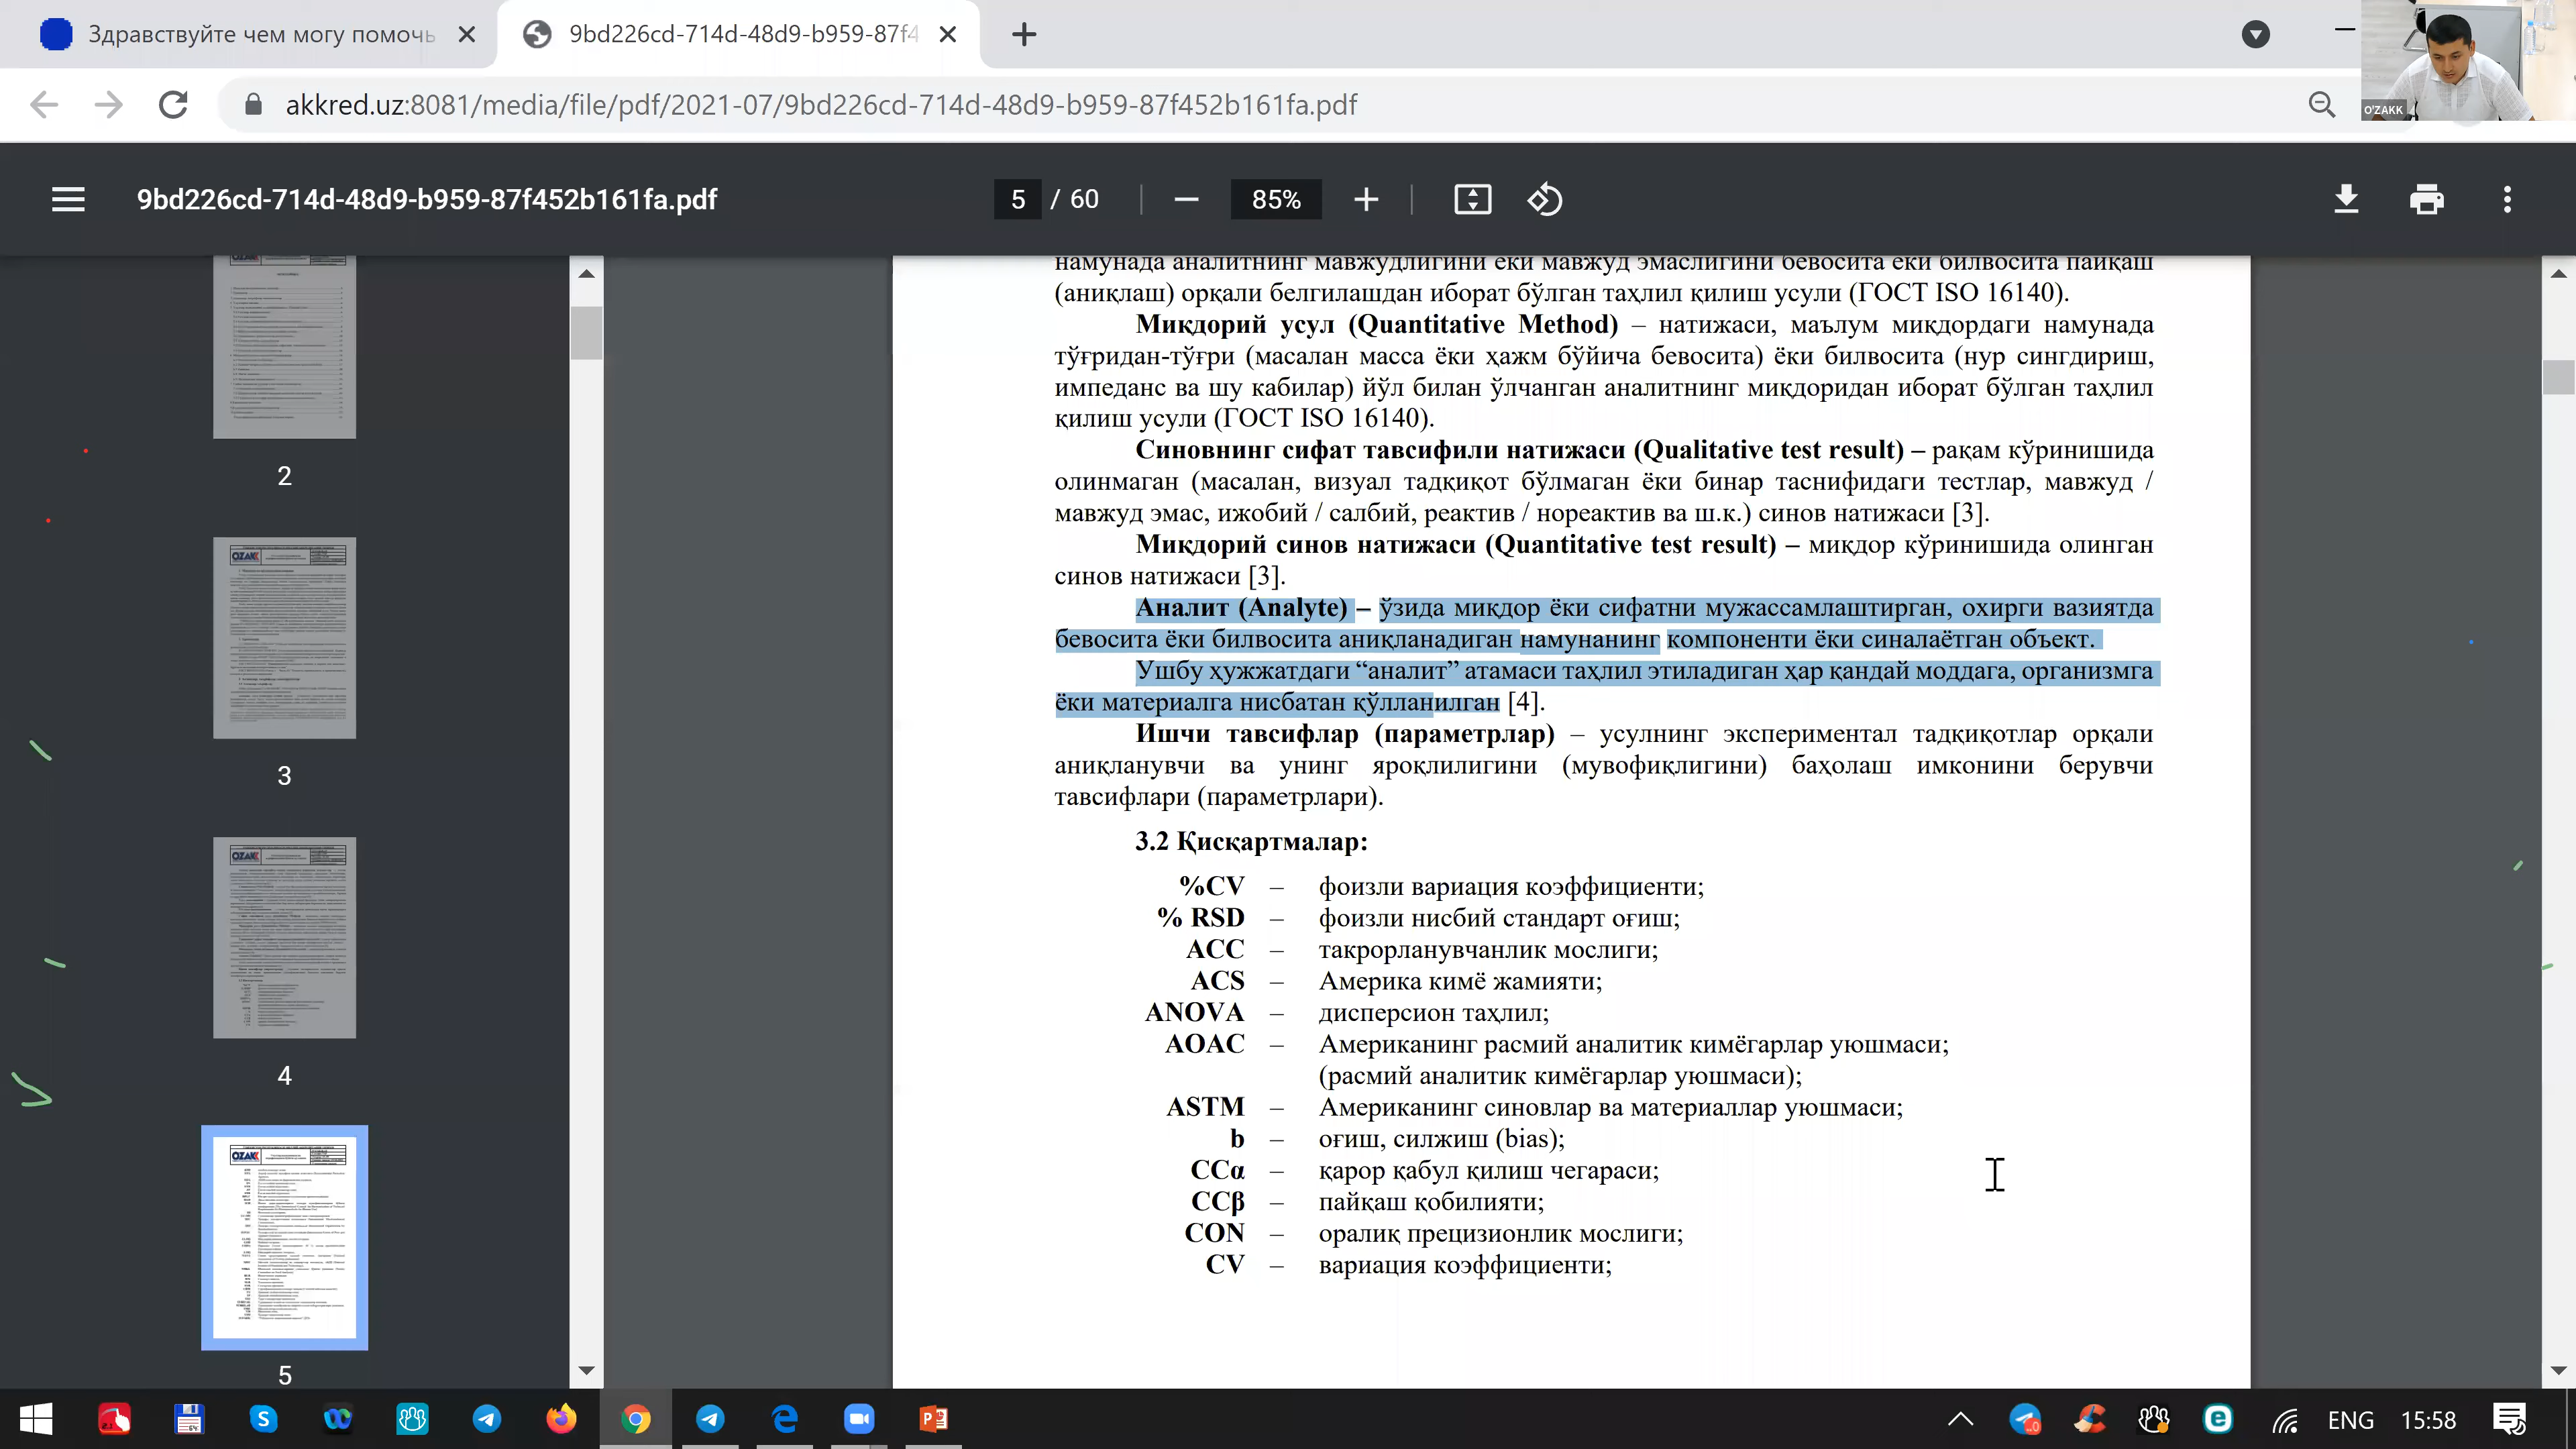 Здравствуйте чем могу помочь
9bd226cd-714d-48d9-b959-87f4
akkred.uz:8081/media/file/pdf/2021-07/9bd226cd-714d-48d9-b959-87f452b161fa.pdf
O'ZAKK
9bd226cd-714d-48d9-b959-87f452b161fa.pdf
5 / 60
85%
2
3
4
5
намунада аналитнинг мавжудлигини ёки мавжуд эмаслигини бевосита ёки билвосита пайқаш
(аниқлаш) орқали белгилашдан иборат бўлган таҳлил қилиш усули (ГОСТ ISO 16140).
Миқдорий усул (Quantitative Method) – натижаси, маълум миқдордаги намунада
тўғридан-тўғри (масалан масса ёки ҳажм бўйича бевосита) ёки билвосита (нур сингдириш,
импеданс ва шу кабилар) йўл билан ўлчанган аналитнинг миқдоридан иборат бўлган таҳлил
қилиш усули (ГОСТ ISO 16140).
Синовнинг сифат тавсифили натижаси (Qualitative test result) – рақам кўринишида
олинмаган (масалан, визуал тадқиқот бўлмаган ёки бинар таснифидаги тестлар, мавжуд /
мавжуд эмас, ижобий / салбий, реактив / нореактив ва ш.к.) синов натижаси [3].
Миқдорий синов натижаси (Quantitative test result) – миқдор кўринишида олинган
синов натижаси [3].
Аналит (Analyte) – ўзида миқдор ёки сифатни мужассамлаштирган, охирги вазиятда
бевосита ёки билвосита аниқланадиган намунанинг компоненти ёки синалаётган объект.
Ушбу ҳужжатдаги “аналит” атамаси таҳлил этиладиган ҳар қандай моддага, организмга
ёки материалга нисбатан қўлланилган [4].
Ишчи тавсифлар (параметрлар) – усулнинг экспериментал тадқиқотлар орқали
аниқланувчи ва унинг яроқлилигини (мувофиқлигини) баҳолаш имконини берувчи
тавсифлари (параметрлари).
3.2 Қисқартмалар:
%CV – фоизли вариация коэффициенти;
% RSD – фоизли нисбий стандарт оғиш;
ACC – такрорланувчанлик мослиги;
ACS – Америка кимё жамияти;
ANOVA – дисперсион таҳлил;
AOAC – Американинг расмий аналитик кимёгарлар уюшмаси;
(расмий аналитик кимёгарлар уюшмаси);
ASTM – Американинг синовлар ва материаллар уюшмаси;
b – оғиш, силжиш (bias);
CCα – қарор қабул қилиш чегараси;
CCβ – пайқаш қобилияти;
CON – оралиқ прецизионлик мослиги;
CV – вариация коэффициенти;
ENG 15:58